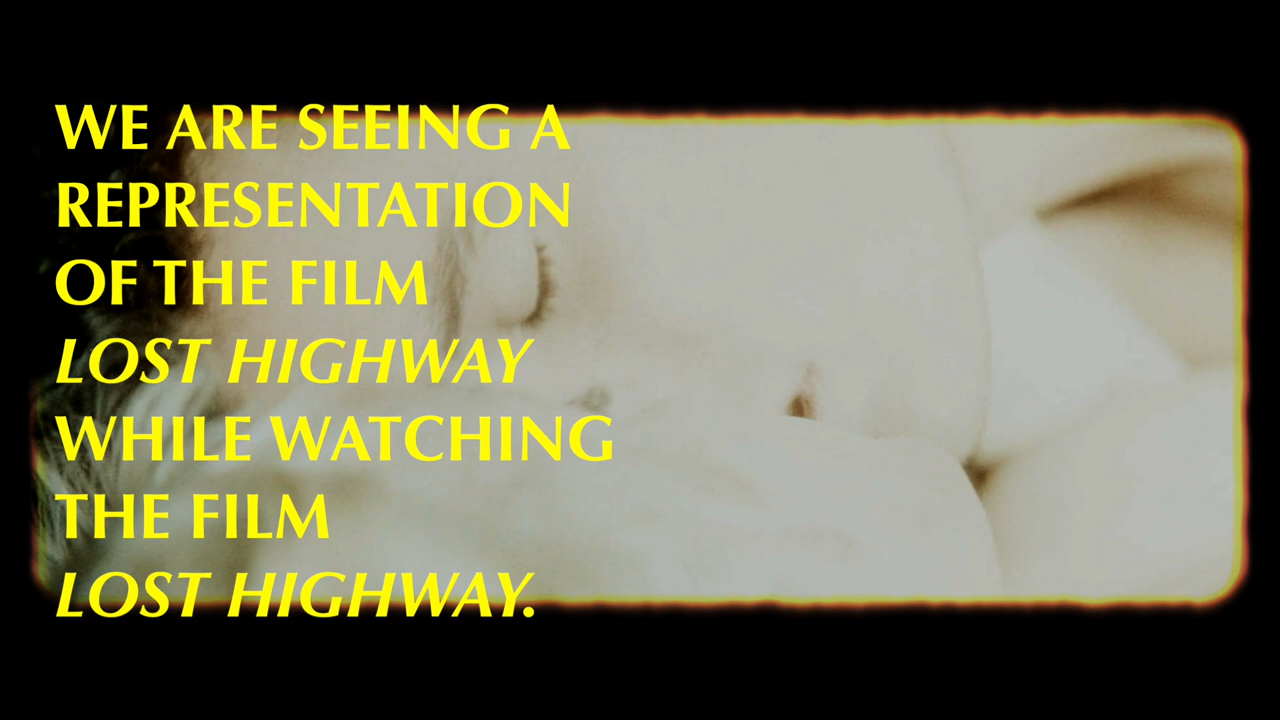 WE ARE SEEING A
REPRESENTATION
OF THE FILM
LOST HIGHWAY
WHILE WATCHING
THE FILM
LOST HIGHWAY.